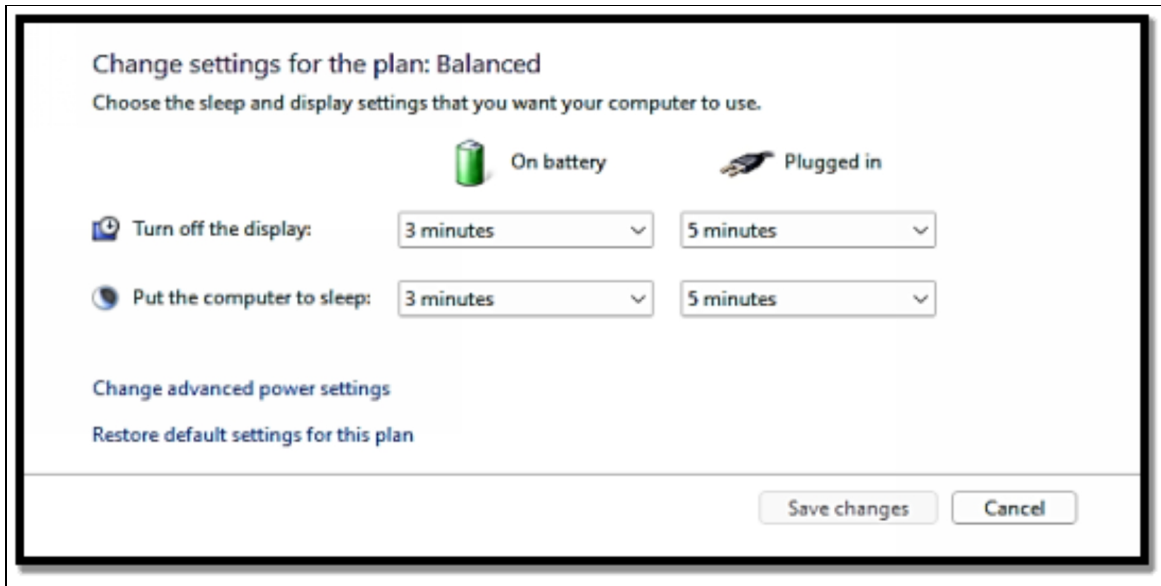 Change settings for the plan: Balanced
Choose the sleep and display settings that you want your computer to use.
On battery Plugged in
Turn off the display: 3 minutes 5 minutes
Put the computer to sleep: 3 minutes 5 minutes
Change advanced power settings
Restore default settings for this plan
Save changes Cancel